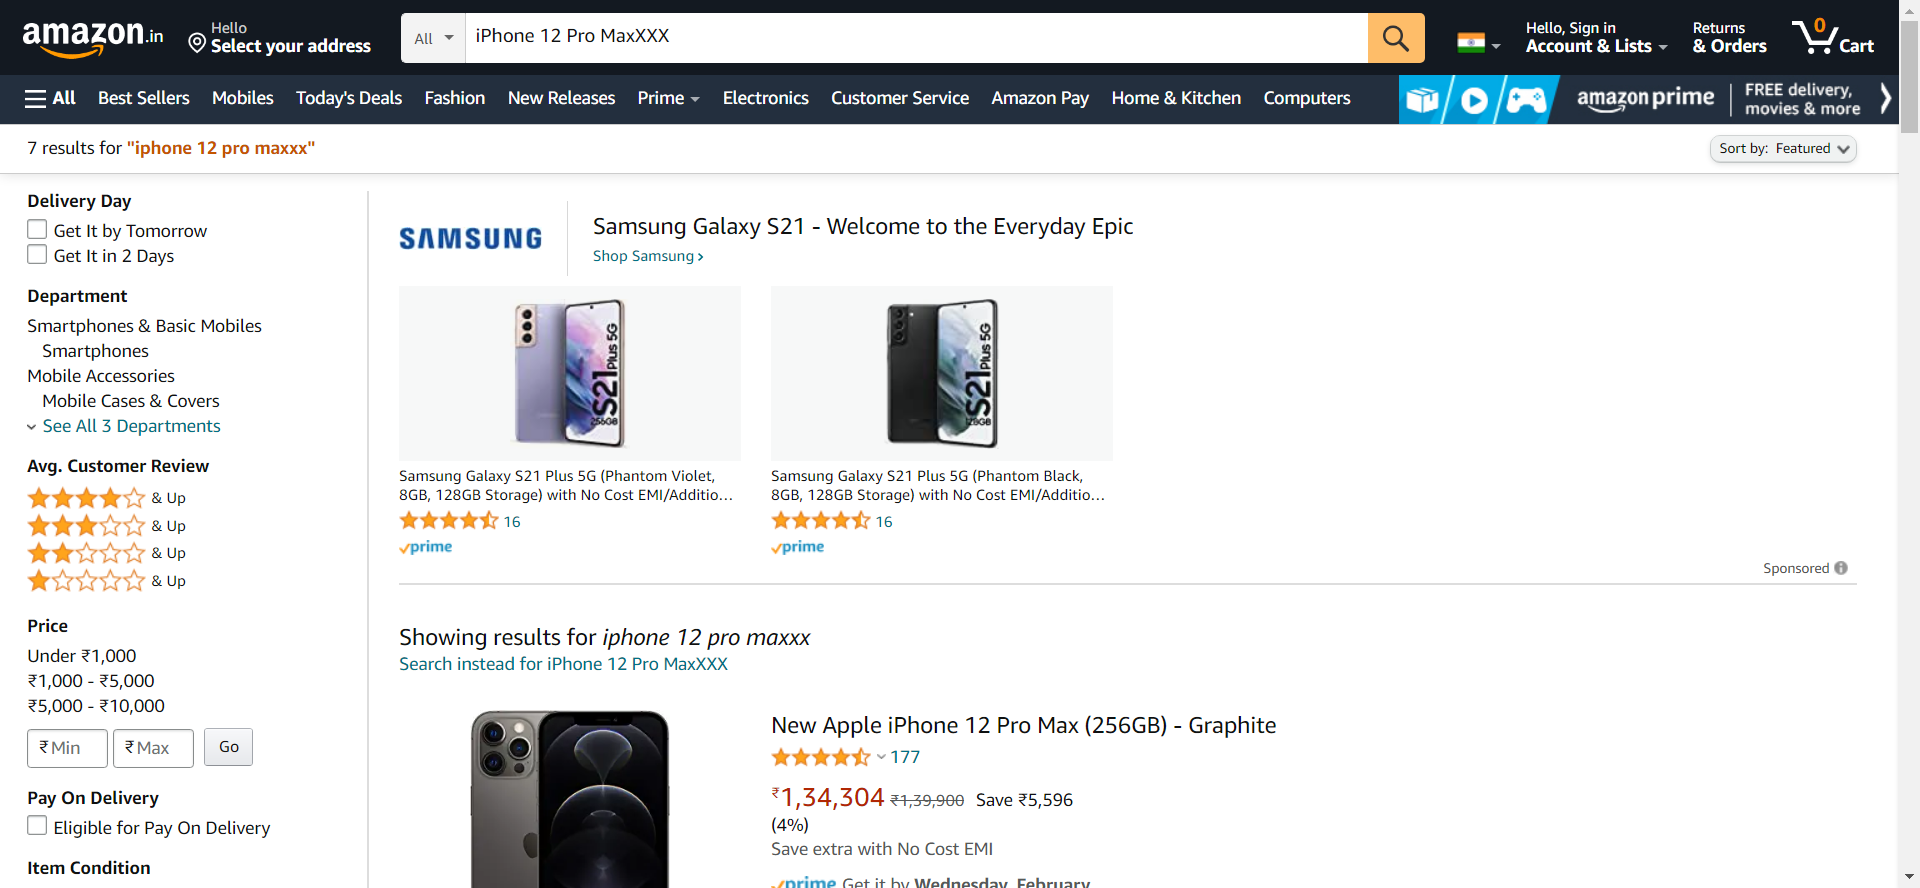 amazon.in
Hello
Select your address
All
iPhone 12 Pro MaxXXX
Hello, Sign in
Account & Lists
Returns
& Orders
0
Cart
All
Best Sellers
Mobiles
Today's Deals
Fashion
New Releases
Prime
Electronics
Customer Service
Amazon Pay
Home & Kitchen
Computers
amazon prime
FREE delivery,
movies & more
7 results for "iphone 12 pro maxxx"
Sort by: Featured
Delivery Day
Get It by Tomorrow
Get It in 2 Days
Department
Smartphones & Basic Mobiles
Smartphones
Mobile Accessories
Mobile Cases & Covers
See All 3 Departments
Avg. Customer Review
& Up
& Up
& Up
& Up
Price
Under ₹1,000
₹1,000 - ₹5,000
₹5,000 - ₹10,000
₹ Min
₹ Max
Go
Pay On Delivery
Eligible for Pay On Delivery
Item Condition
SAMSUNG
Samsung Galaxy S21 - Welcome to the Everyday Epic
Shop Samsung ›
S21 Plus 5G
256GB
Samsung Galaxy S21 Plus 5G (Phantom Violet,
8GB, 128GB Storage) with No Cost EMI/Additio…
16
prime
S21 Plus 5G
128GB
Samsung Galaxy S21 Plus 5G (Phantom Black,
8GB, 128GB Storage) with No Cost EMI/Additio…
16
prime
Sponsored
Showing results for iphone 12 pro maxxx
Search instead for iPhone 12 Pro MaxXXX
New Apple iPhone 12 Pro Max (256GB) - Graphite
177
₹1,34,304 ₹1,39,900 Save ₹5,596
(4%)
Save extra with No Cost EMI
prime Get it by Wednesday, February